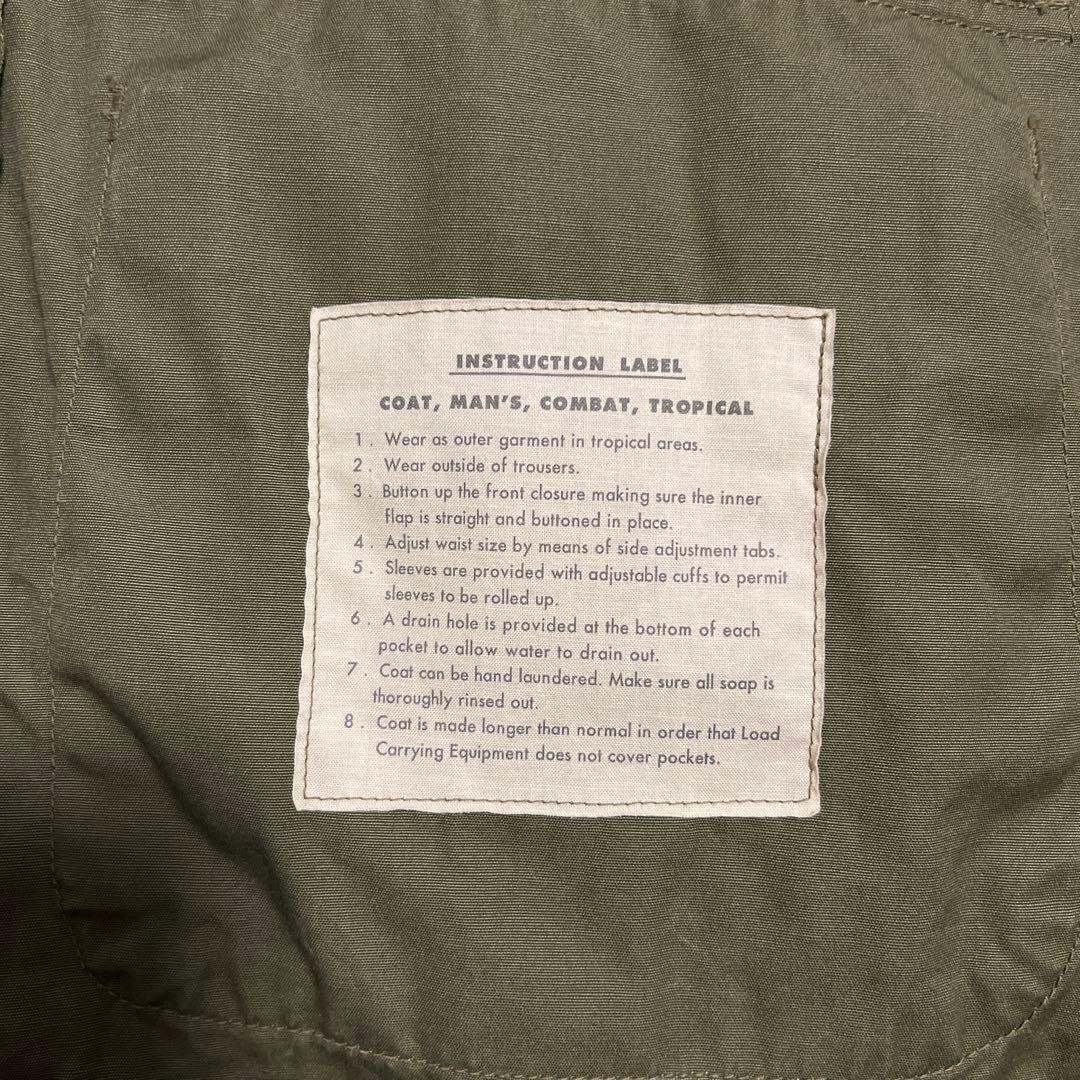 INSTRUCTION LABEL
COAT, MAN'S, COMBAT, TROPICAL
1. Wear as outer garment in tropical areas.
2. Wear outside of trousers.
3. Button up the front closure making sure the inner
flap is straight and buttoned in place.
4. Adjust waist size by means of side adjustment tabs.
5. Sleeves are provided with adjustable cuffs to permit
sleeves to be rolled up.
6. A drain hole is provided at the bottom of each
pocket to allow water to drain out.
7. Coat can be hand laundered. Make sure all soap is
thoroughly rinsed out.
8. Coat is made longer than normal in order that Load
Carrying Equipment does not cover pockets.